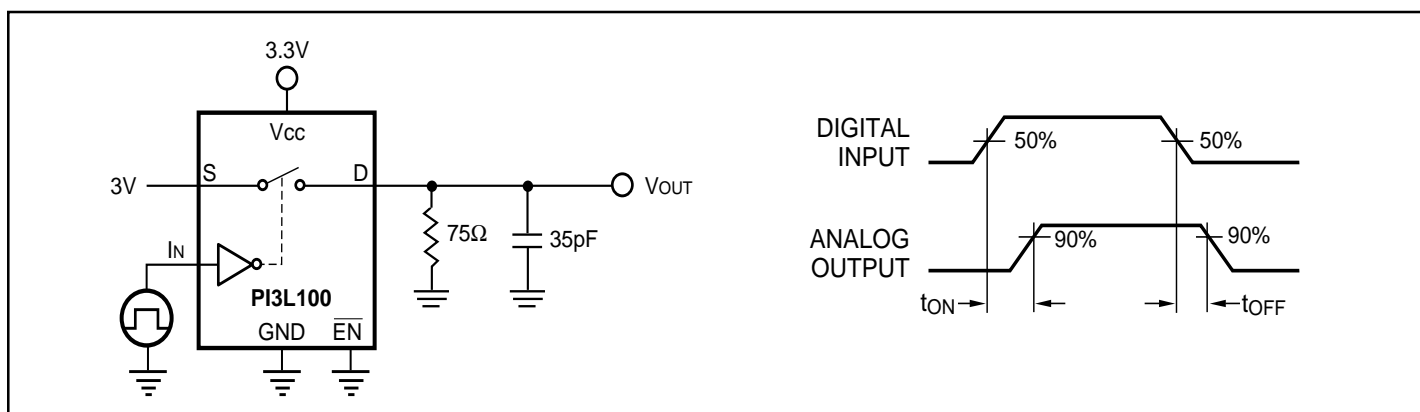 3.3V
VCC
3V
S
D
VOUT
75Ω
35pF
IN
PI3L100
GND
EN
DIGITAL
INPUT
50%
50%
ANALOG
OUTPUT
90%
90%
tON
tOFF